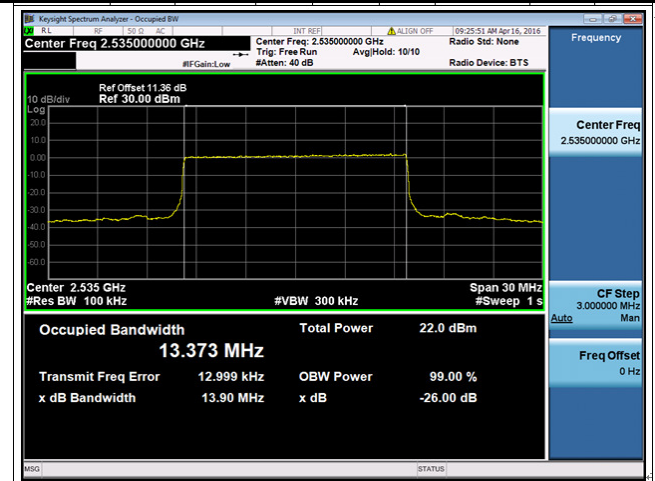 Keysight Spectrum Analyzer - Occupied BW
RL RF 50 Ω AC INT REF ALIGN OFF 09:25:51 AM Apr 16, 2016
Center Freq 2.535000000 GHz
Center Freq: 2.535000000 GHz
Radio Std: None
Trig: Free Run Avg|Hold: 10/10
#IFGain:Low #Atten: 40 dB Radio Device: BTS
Ref Offset 11.36 dB
10 dB/div Ref 30.00 dBm
Log
20.0
10.0
0.00
-10.0
-20.0
-30.0
-40.0
-50.0
-60.0
Center 2.535 GHz Span 30 MHz
#Res BW 100 kHz #VBW 300 kHz #Sweep 1 s
Occupied Bandwidth Total Power 22.0 dBm
13.373 MHz
Transmit Freq Error 12.999 kHz OBW Power 99.00 %
x dB Bandwidth 13.90 MHz x dB -26.00 dB
MSG STATUS
Frequency
Center Freq
2.535000000 GHz
CF Step
3.000000 MHz
Auto Man
Freq Offset
0 Hz